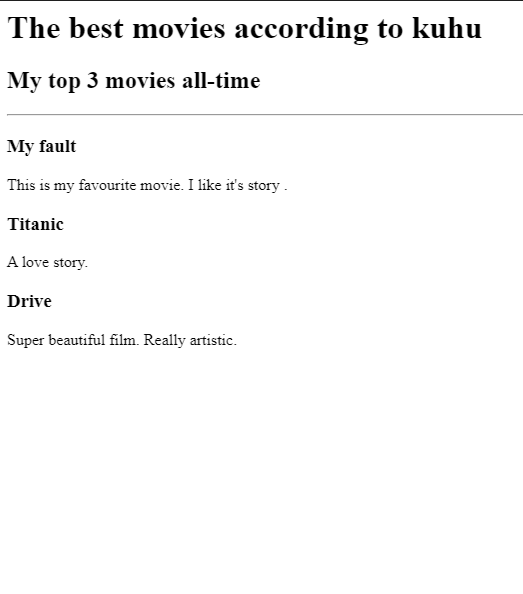 The best movies according to kuhu
My top 3 movies all-time
My fault
This is my favourite movie. I like it's story .
Titanic
A love story.
Drive
Super beautiful film. Really artistic.